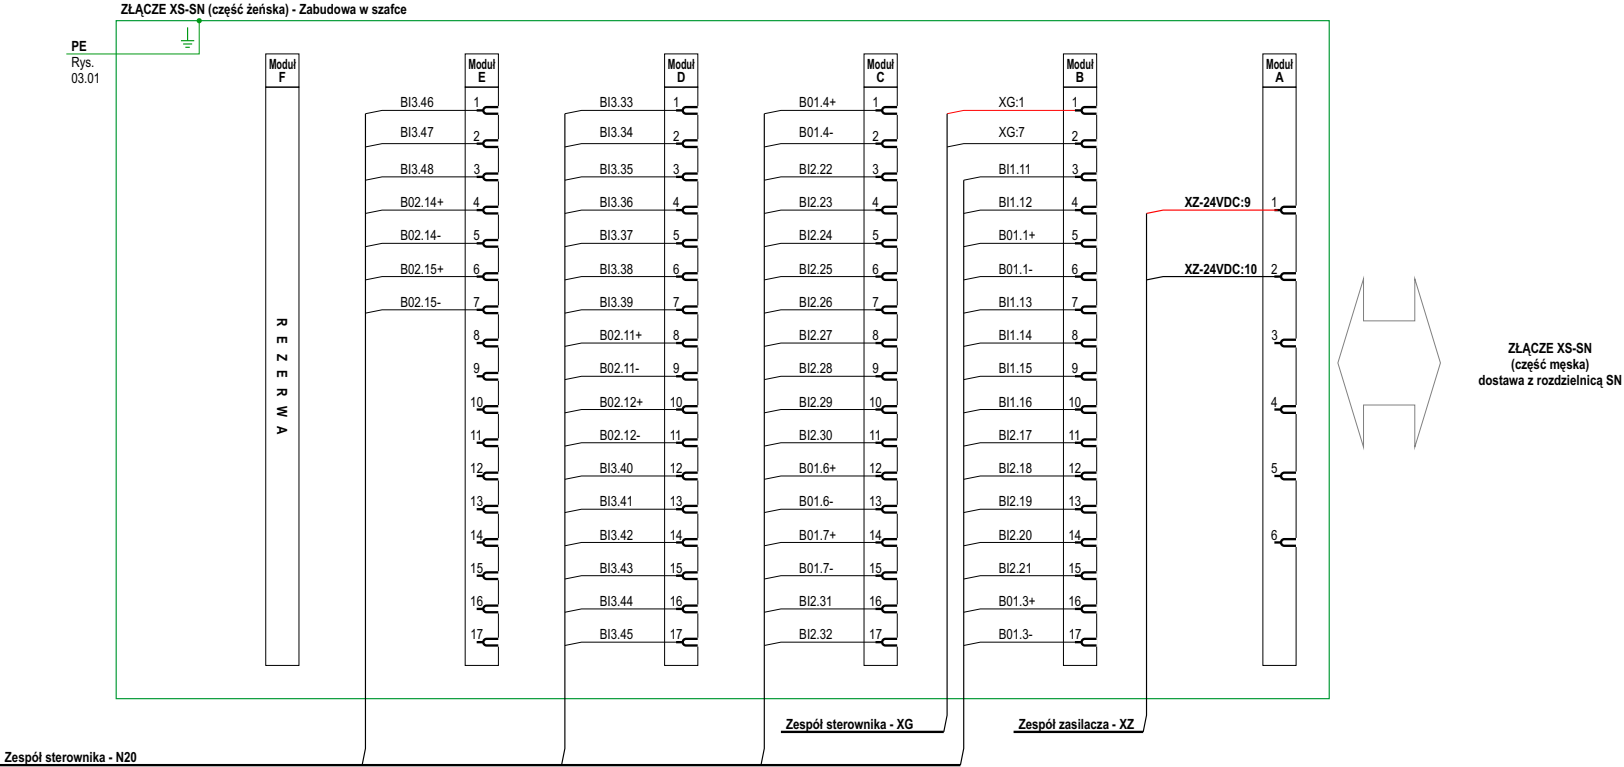 ZŁĄCZE XS-SN (część żeńska) - Zabudowa w szafce
PE
Rys.
03.01
Moduł
F
R E Z E R W A
Moduł
E
BI3.46 1
BI3.47 2
BI3.48 3
B02.14+ 4
B02.14- 5
B02.15+ 6
B02.15- 7
8
9
10
11
12
13
14
15
16
17
Moduł
D
BI3.33 1
BI3.34 2
BI3.35 3
BI3.36 4
BI3.37 5
BI3.38 6
BI3.39 7
B02.11+ 8
B02.11- 9
B02.12+ 10
B02.12- 11
BI3.40 12
BI3.41 13
BI3.42 14
BI3.43 15
BI3.44 16
BI3.45 17
Moduł
C
B01.4+ 1
B01.4- 2
BI2.22 3
BI2.23 4
BI2.24 5
BI2.25 6
BI2.26 7
BI2.27 8
BI2.28 9
BI2.29 10
BI2.30 11
B01.6+ 12
B01.6- 13
B01.7+ 14
B01.7- 15
BI2.31 16
BI2.32 17
Moduł
B
XG:1 1
XG:7 2
BI1.11 3
BI1.12 4
B01.1+ 5
B01.1- 6
BI1.13 7
BI1.14 8
BI1.15 9
BI1.16 10
BI2.17 11
BI2.18 12
BI2.19 13
BI2.20 14
BI2.21 15
B01.3+ 16
B01.3- 17
Moduł
A
XZ-24VDC:9 1
XZ-24VDC:10 2
3
4
5
6
ZŁĄCZE XS-SN
(część męska)
dostawa z rozdzielnicą SN
Zespół sterownika - XG
Zespół zasilacza - XZ
Zespół sterownika - N20